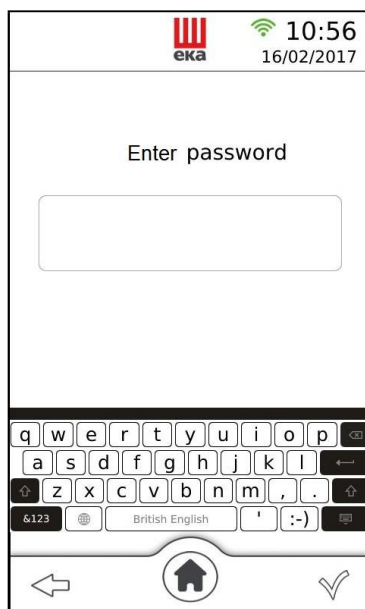 eka
10:56
16/02/2017
Enter password
q w e r t y u i o p
a s d f g h j k l
z x c v b n m , .
&123 British English ' :-)